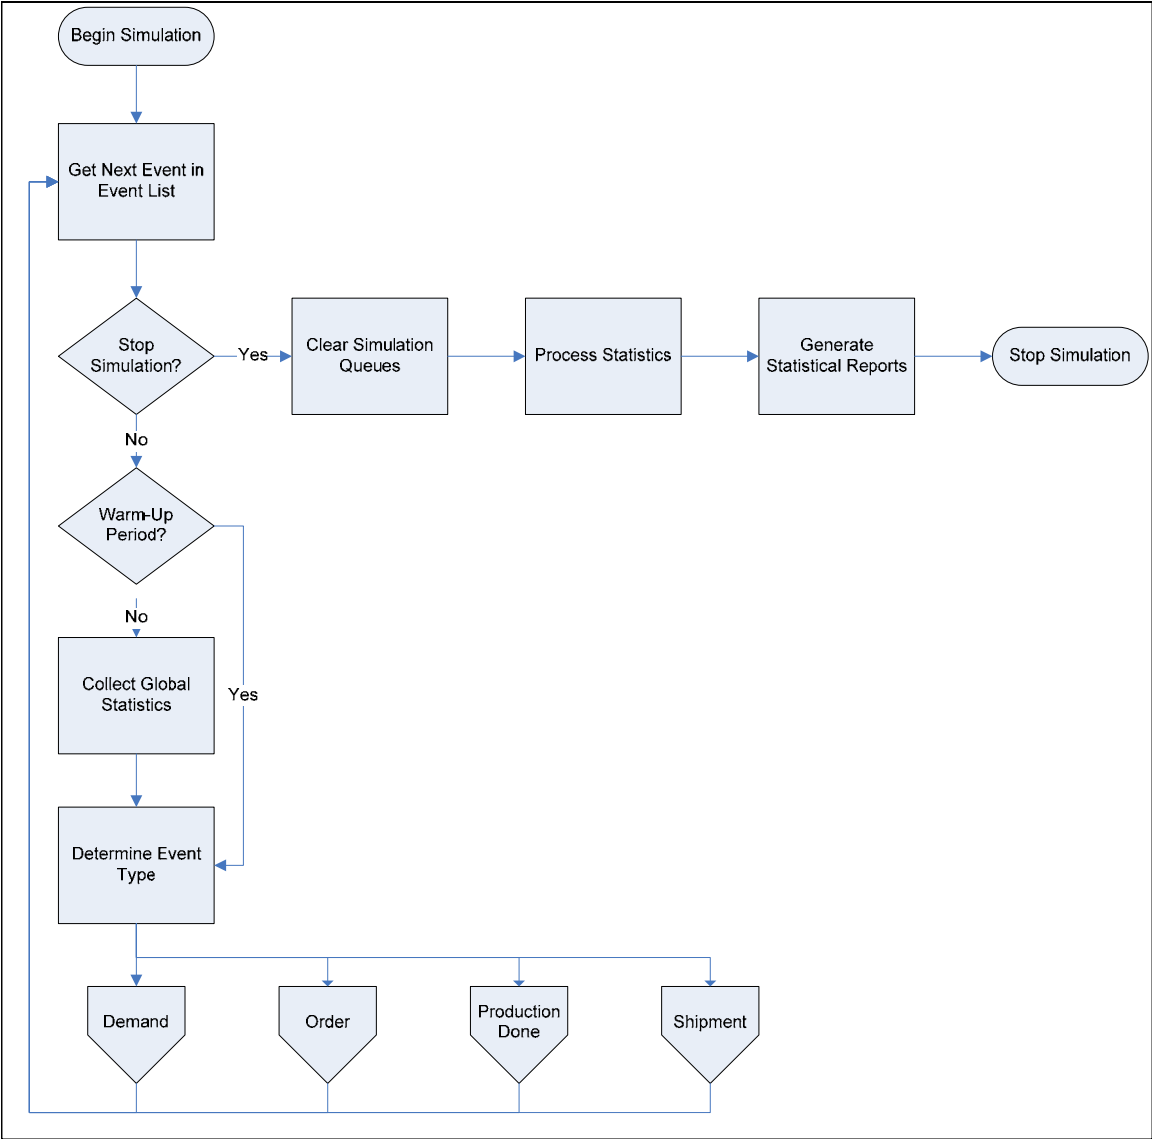 Begin Simulation
Get Next Event in
Event List
Stop
Simulation?
Yes
Clear Simulation
Queues
Process Statistics
Generate
Statistical Reports
Stop Simulation
No
Warm-Up
Period?
No
Collect Global
Statistics
Yes
Determine Event
Type
Demand
Order
Production
Done
Shipment